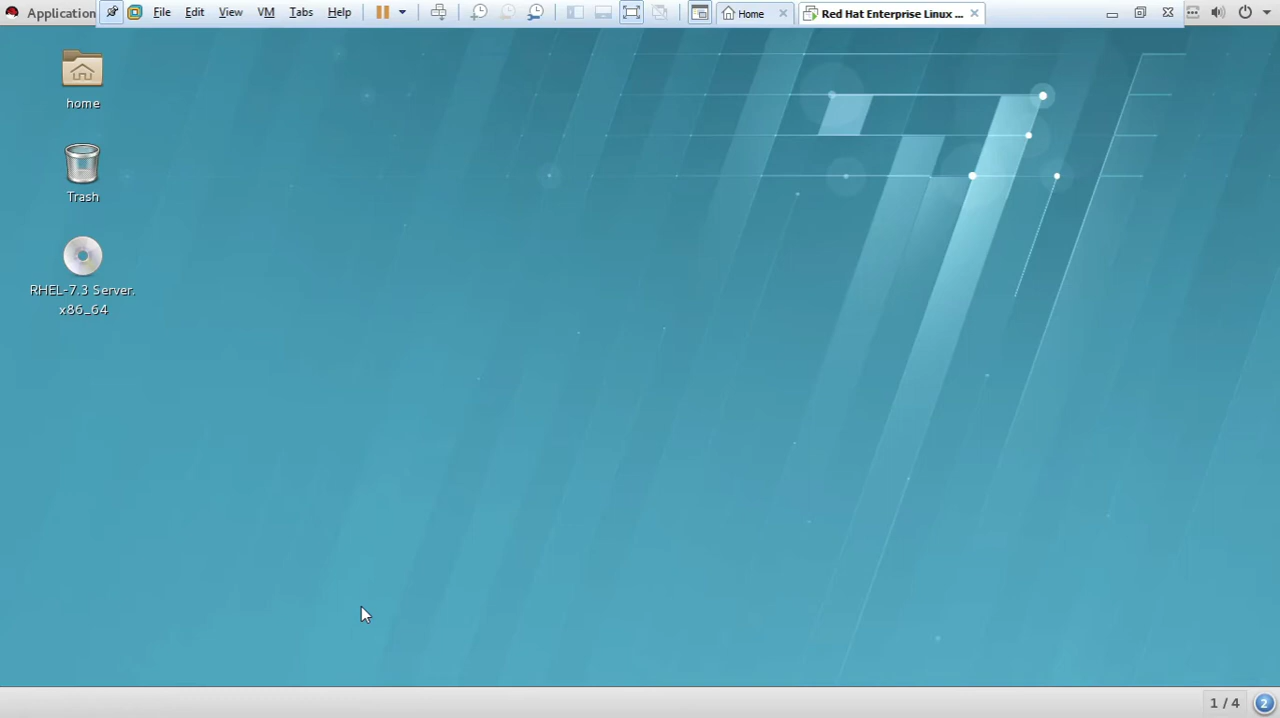 Application File Edit View VM Tabs Help Home Red Hat Enterprise Linux ...
home
Trash
RHEL-7.3 Server.
x86_64
1 / 4 2